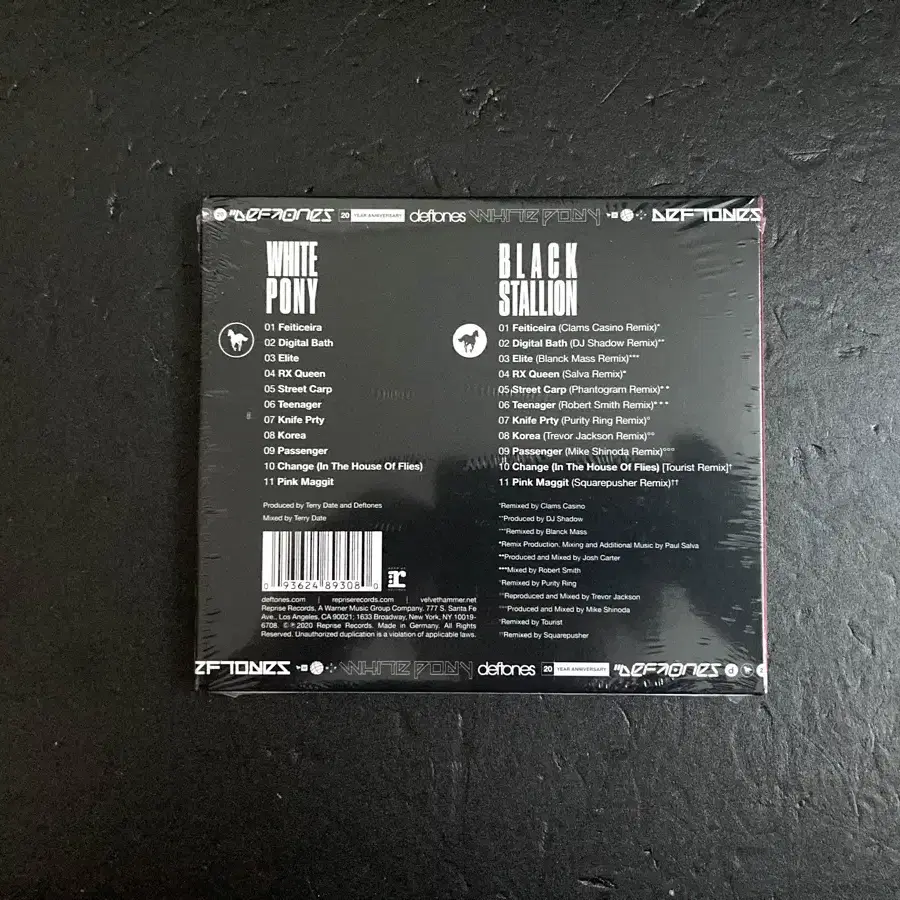 20 DEFTONES 20 YEAR ANNIVERSARY deftones WHITE PONY DEFTONES
WHITE
PONY
01 Feiticeira
02 Digital Bath
03 Elite
04 RX Queen
05 Street Carp
06 Teenager
07 Knife Prty
08 Korea
09 Passenger
10 Change (In The House Of Flies)
11 Pink Maggit
Produced by Terry Date and Deftones
Mixed by Terry Date
0 93624 89308 0
deftones.com | repriserecords.com | velvethammer.net
Reprise Records, A Warner Music Group Company. 777 S. Santa Fe
Ave., Los Angeles, CA 90021; 1633 Broadway, New York, NY 10019-
6708. ©℗ 2020 Reprise Records. Made in Germany. All Rights
Reserved. Unauthorized duplication is a violation of applicable laws.
BLACK
STALLION
01 Feiticeira (Clams Casino Remix)*
02 Digital Bath (DJ Shadow Remix)**
03 Elite (Blanck Mass Remix)***
04 RX Queen (Salva Remix)*
05 Street Carp (Phantogram Remix)**
06 Teenager (Robert Smith Remix)***
07 Knife Prty (Purity Ring Remix)°
08 Korea (Trevor Jackson Remix)°°
09 Passenger (Mike Shinoda Remix)°°°
10 Change (In The House Of Flies) [Tourist Remix]†
11 Pink Maggit (Squarepusher Remix)††
*Remixed by Clams Casino
**Produced by DJ Shadow
***Remixed by Blanck Mass
*Remix Production, Mixing and Additional Music by Paul Salva
**Produced and Mixed by Josh Carter
***Mixed by Robert Smith
°Remixed by Purity Ring
°°Reproduced and Mixed by Trevor Jackson
°°°Produced and Mixed by Mike Shinoda
†Remixed by Tourist
††Remixed by Squarepusher
EFTONES WHITE PONY deftones 20 YEAR ANNIVERSARY DEFTONES